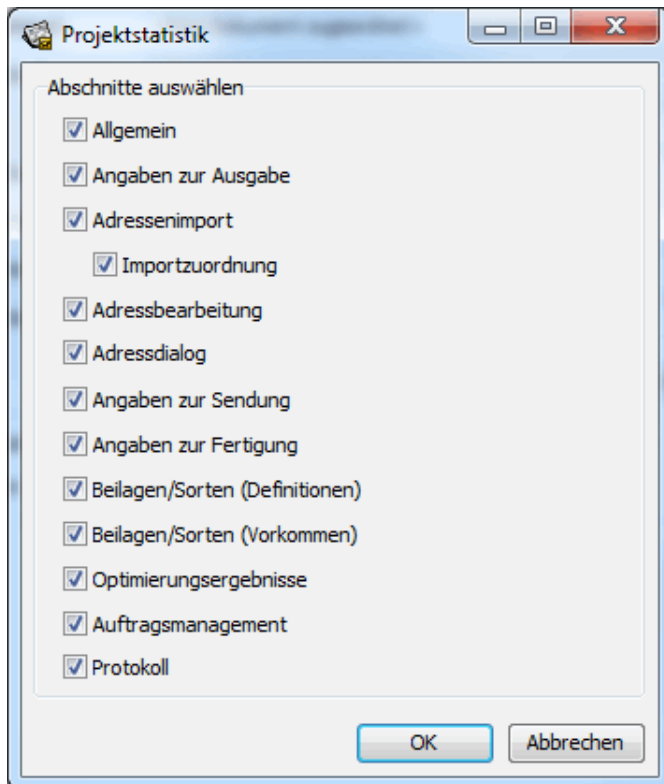 Projektstatistik
Abschnitte auswählen
Allgemein
Angaben zur Ausgabe
Adressenimport
Importzuordnung
Adressbearbeitung
Adressdialog
Angaben zur Sendung
Angaben zur Fertigung
Beilagen/Sorten (Definitionen)
Beilagen/Sorten (Vorkommen)
Optimierungsergebnisse
Auftragsmanagement
Protokoll
OK
Abbrechen